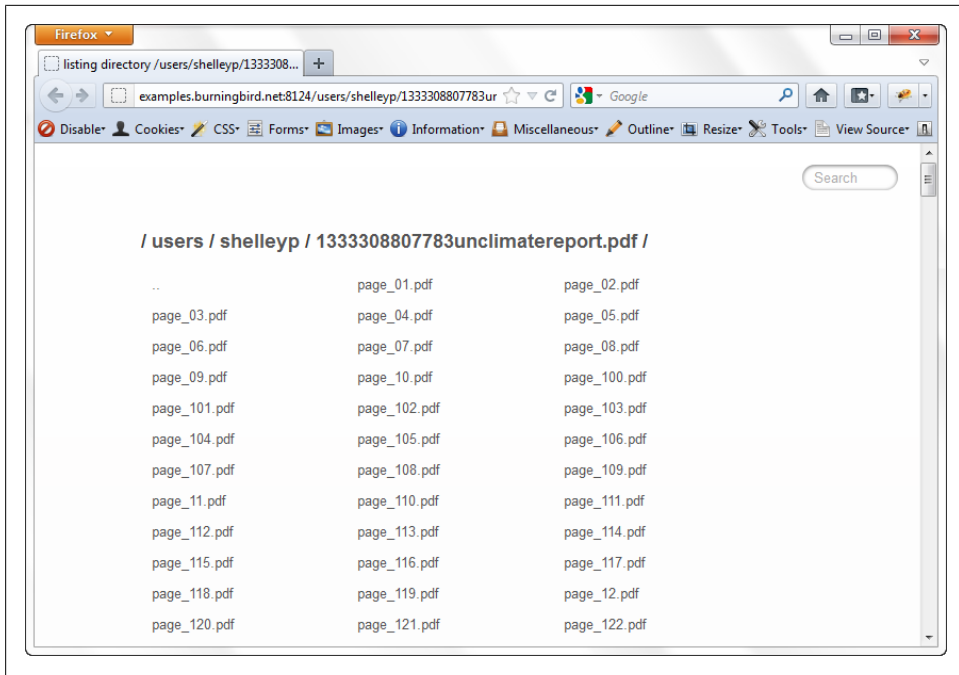 Firefox
listing directory /users/shelleyp/1333308...
examples.burningbird.net:8124/users/shelleyp/1333308807783ur
Google
Disable Cookies CSS Forms Images Information Miscellaneous Outline Resize Tools View Source
Search
/ users / shelleyp / 1333308807783unclimatereport.pdf /
.. page_01.pdf page_02.pdf
page_03.pdf page_04.pdf page_05.pdf
page_06.pdf page_07.pdf page_08.pdf
page_09.pdf page_10.pdf page_100.pdf
page_101.pdf page_102.pdf page_103.pdf
page_104.pdf page_105.pdf page_106.pdf
page_107.pdf page_108.pdf page_109.pdf
page_11.pdf page_110.pdf page_111.pdf
page_112.pdf page_113.pdf page_114.pdf
page_115.pdf page_116.pdf page_117.pdf
page_118.pdf page_119.pdf page_12.pdf
page_120.pdf page_121.pdf page_122.pdf